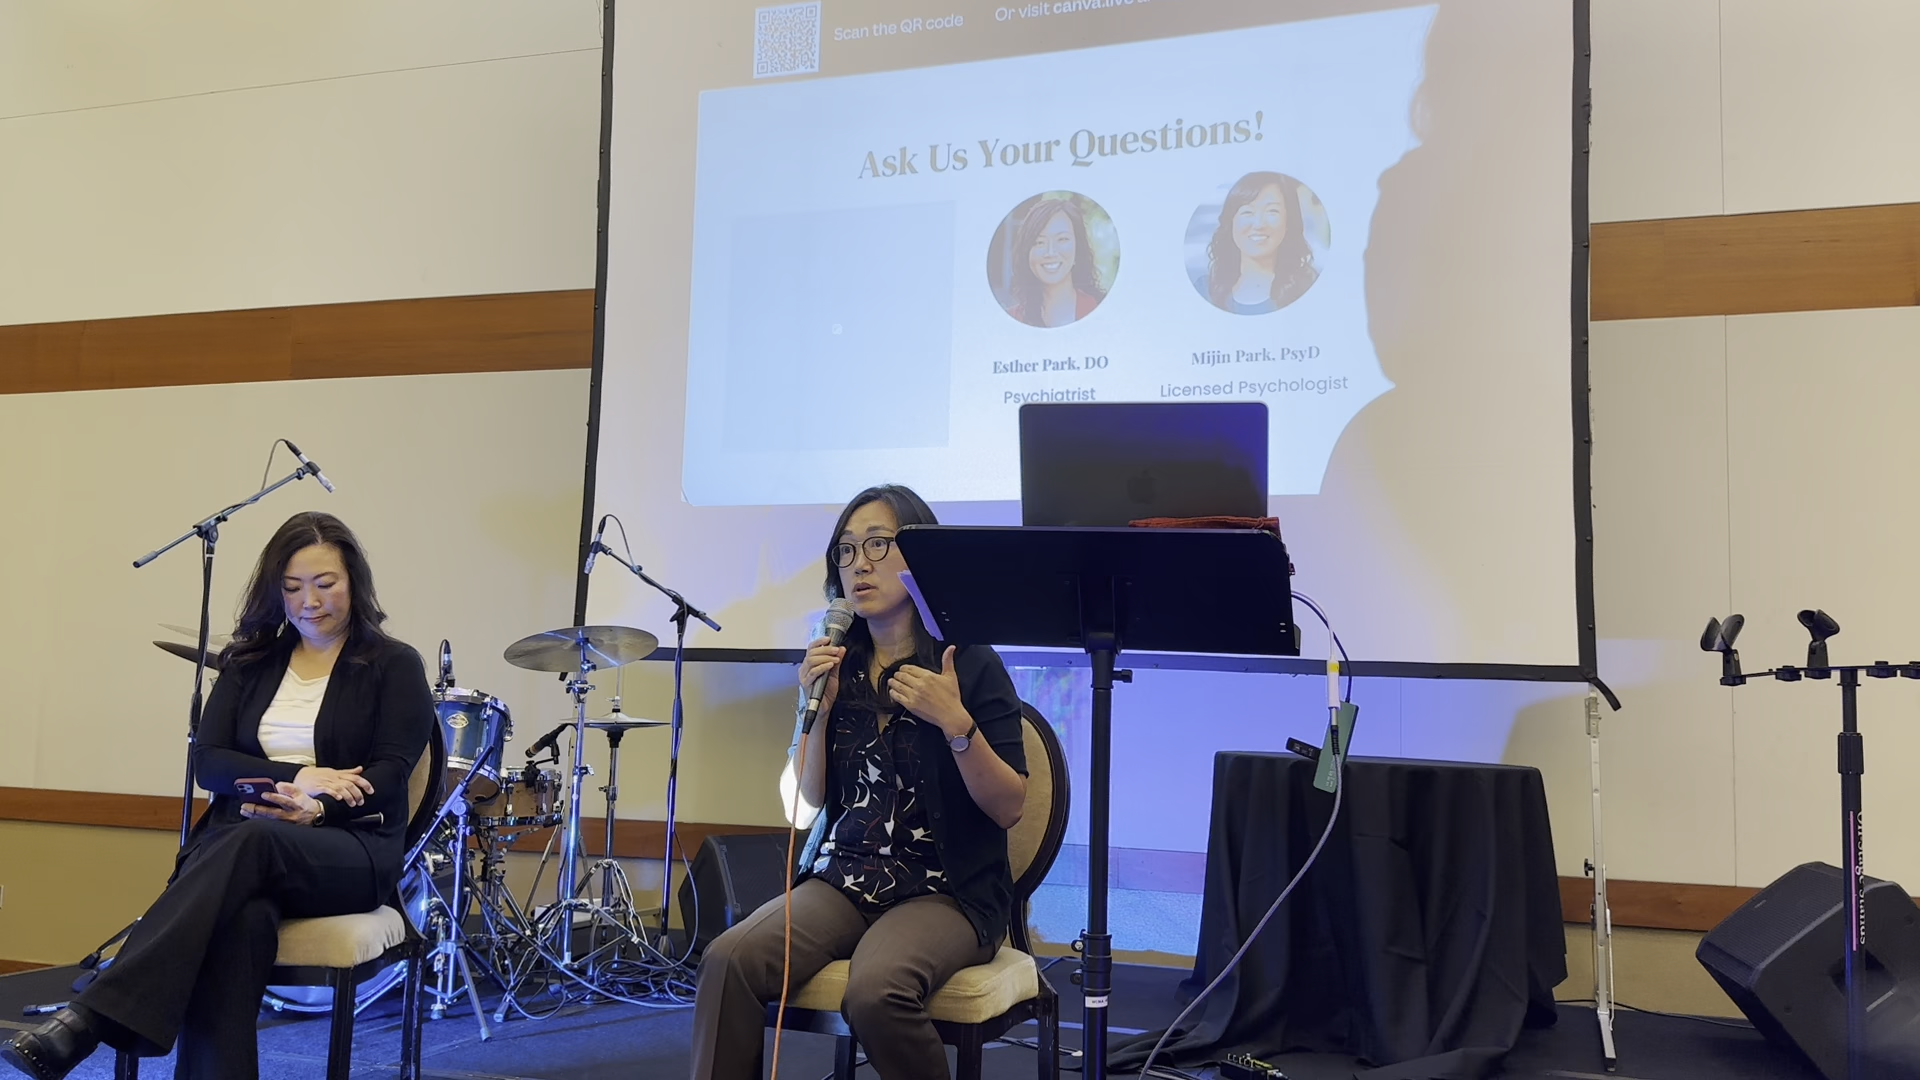 Scan the QR code
Or visit canva.live
Ask Us Your Questions!
Esther Park, DO
Psychiatrist
Mijin Park, PsyD
Licensed Psychologist
onstagestands